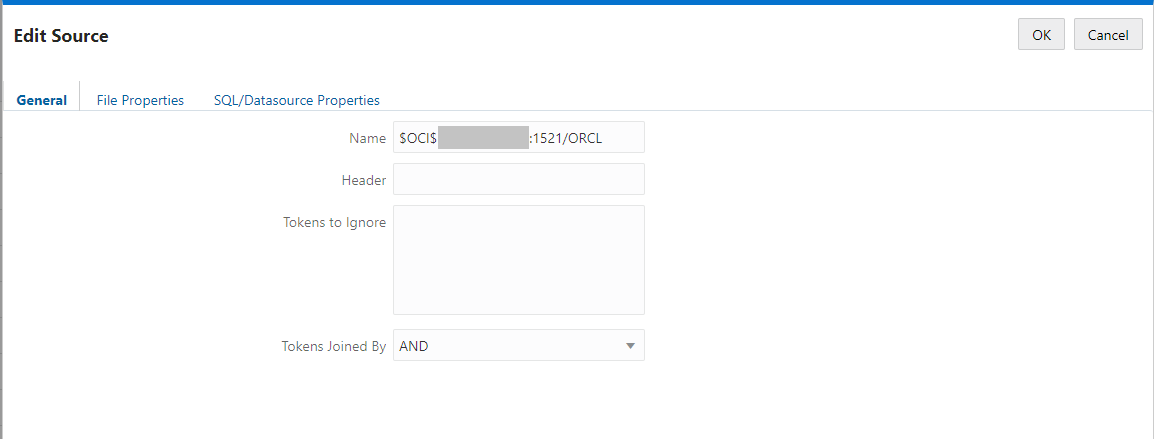 Edit Source
OK
Cancel
General
File Properties
SQL/Datasource Properties
Name
$OCI$ :1521/ORCL
Header
Tokens to Ignore
Tokens Joined By
AND